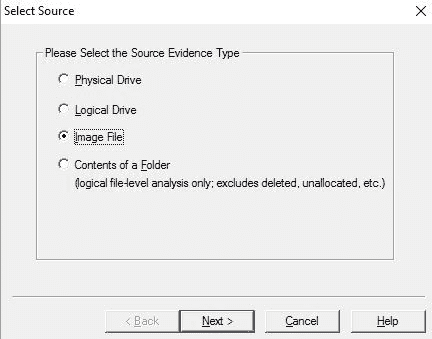 Select Source
Please Select the Source Evidence Type
Physical Drive
Logical Drive
Image File
Contents of a Folder
(logical file-level analysis only; excludes deleted, unallocated, etc.)
< Back Next > Cancel Help